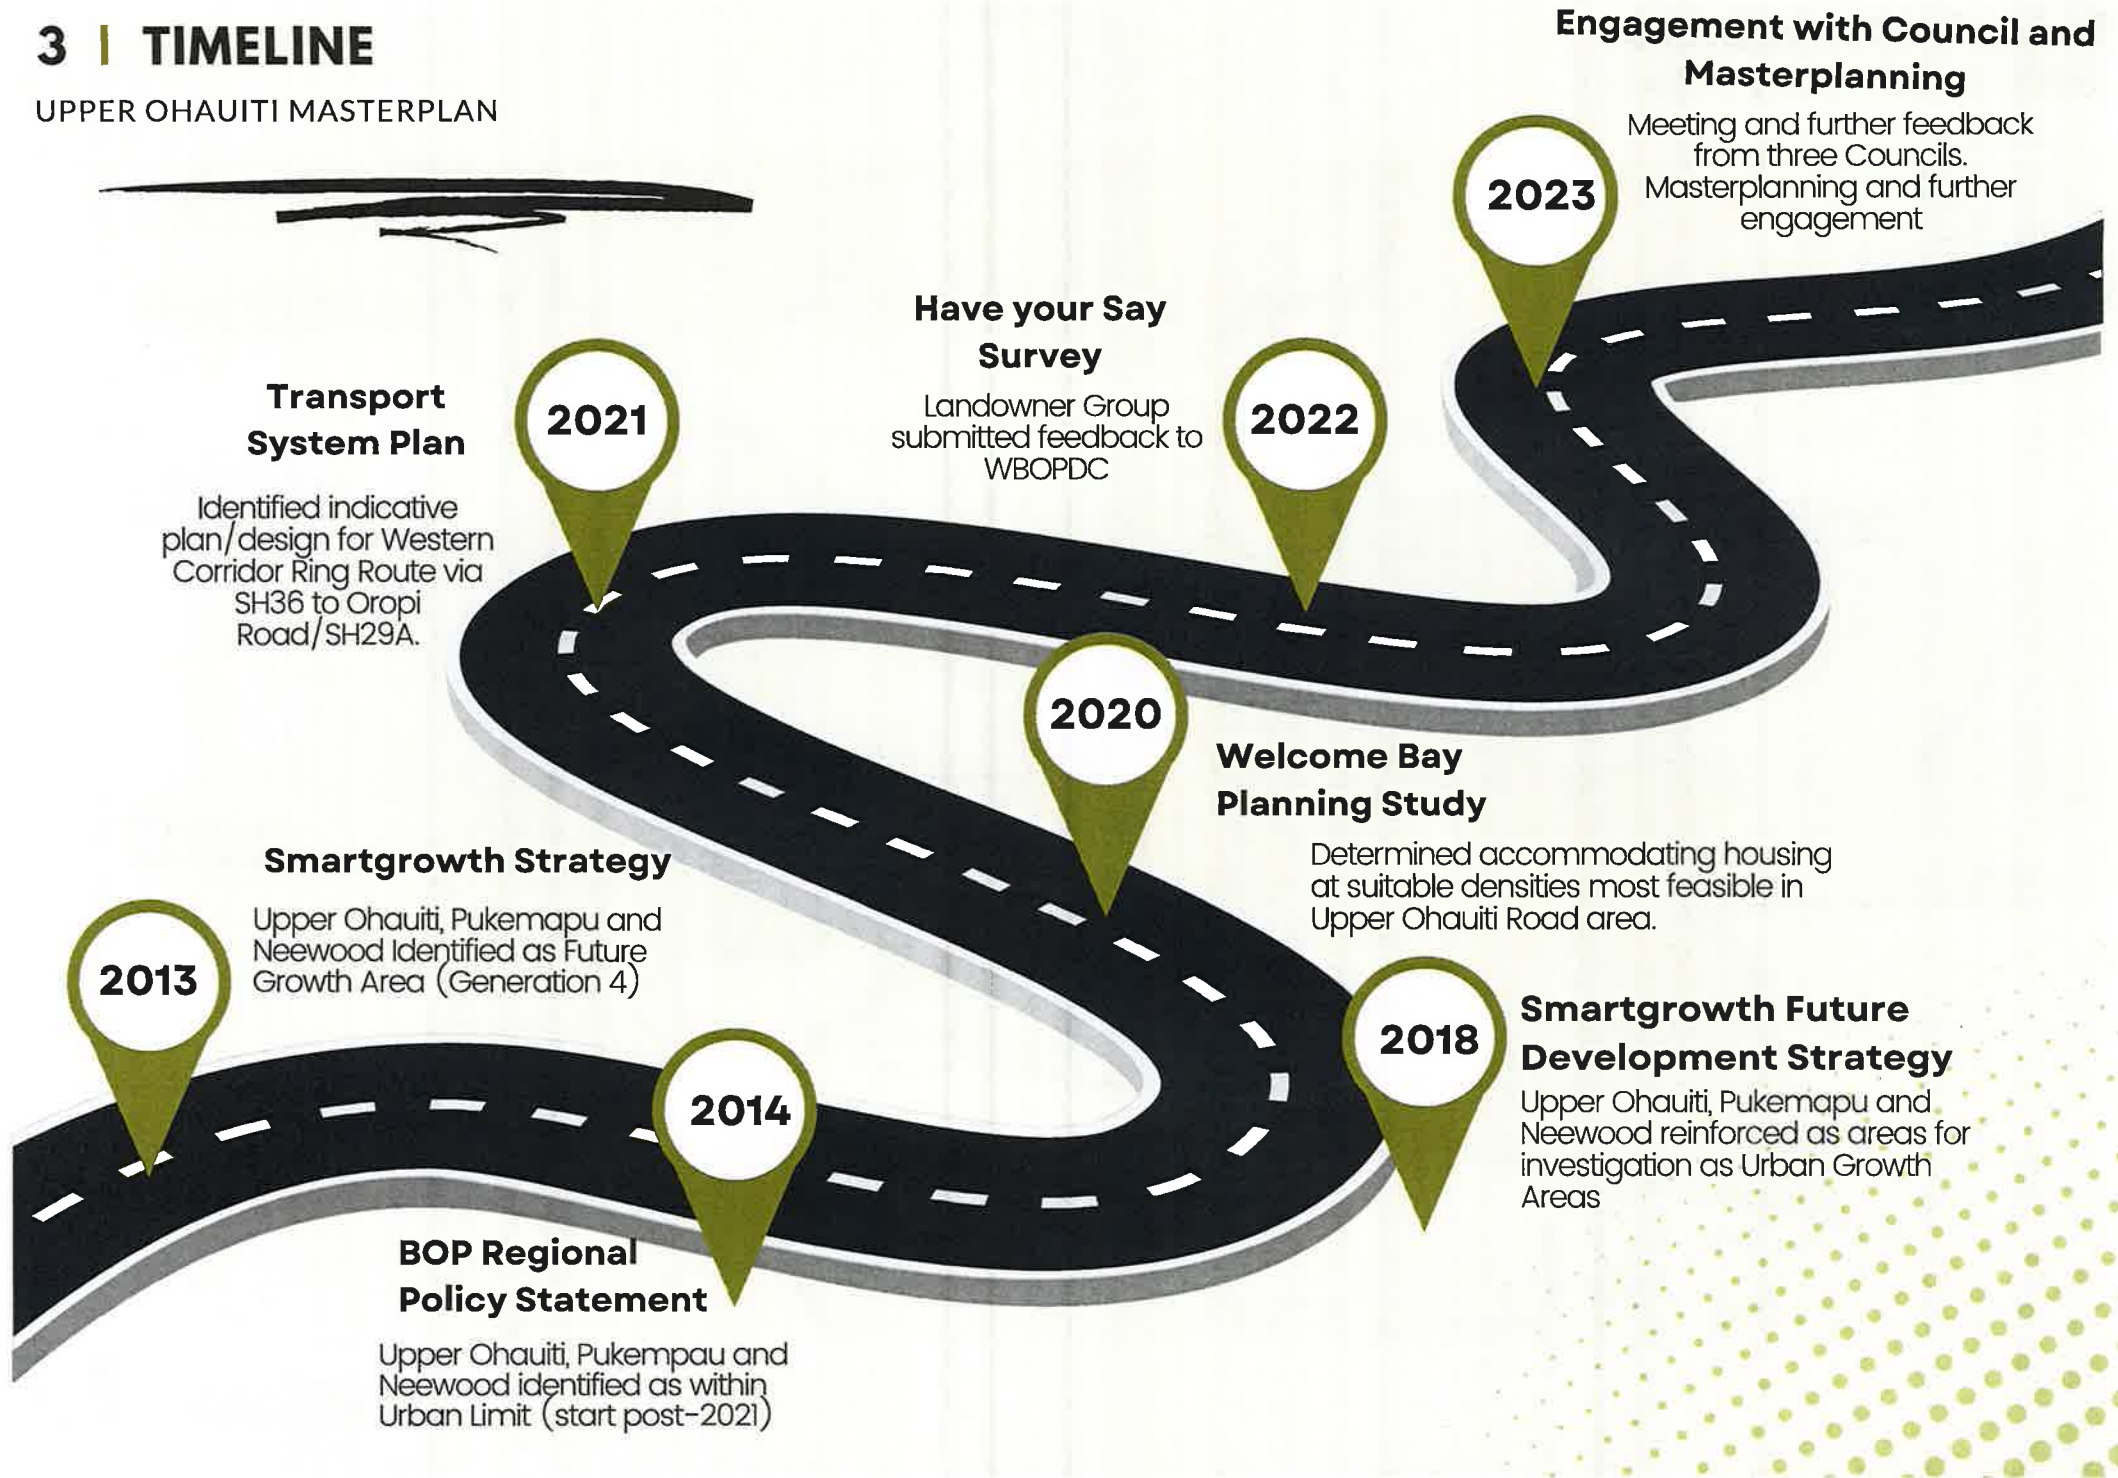 3 | TIMELINE
UPPER OHAUITI MASTERPLAN
Engagement with Council and
Masterplanning
Meeting and further feedback
from three Councils.
Masterplanning and further
engagement
2023
Have your Say
Survey
Landowner Group
submitted feedback to
WBOPDC
2022
Transport
System Plan
Identified indicative
plan/design for Western
Corridor Ring Route via
SH36 to Oropi
Road/SH29A.
2021
2020
Welcome Bay
Planning Study
Determined accommodating housing
at suitable densities most feasible in
Upper Ohauiti Road area.
Smartgrowth Strategy
Upper Ohauiti, Pukemapu and
Neewood Identified as Future
Growth Area (Generation 4)
2013
2018
Smartgrowth Future
Development Strategy
Upper Ohauiti, Pukemapu and
Neewood reinforced as areas for
investigation as Urban Growth
Areas
2014
BOP Regional
Policy Statement
Upper Ohauiti, Pukempau and
Neewood identified as within
Urban Limit (start post-2021)